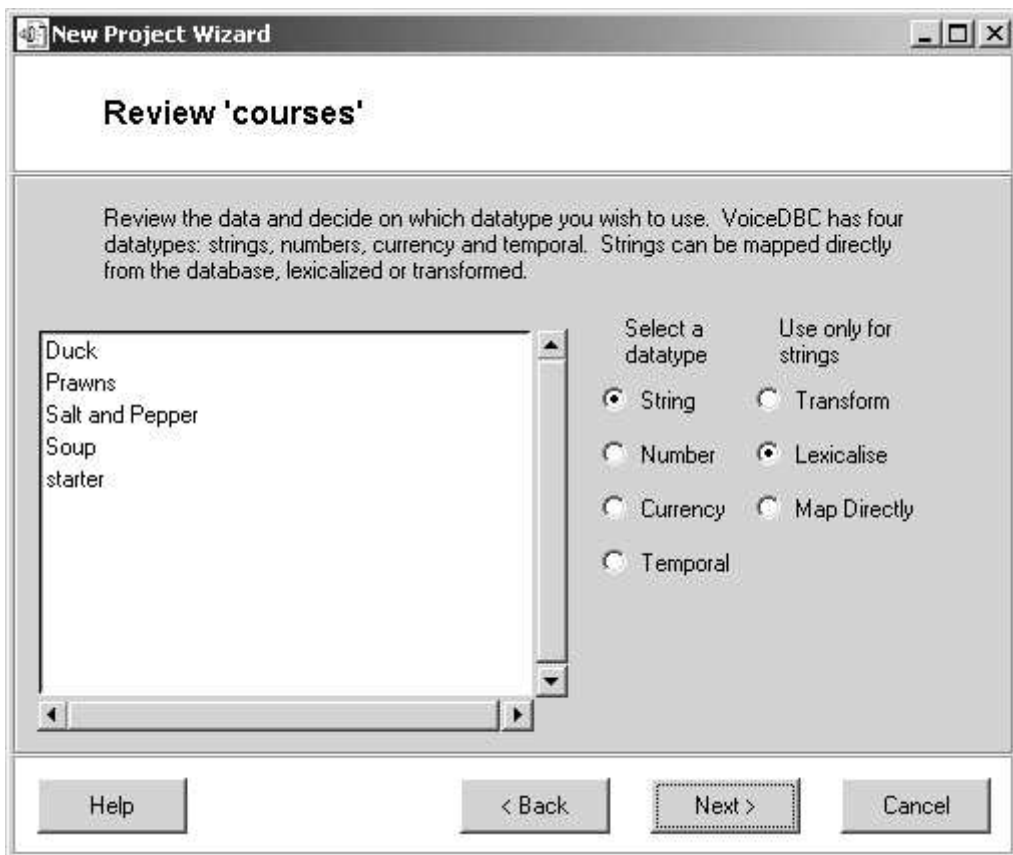 New Project Wizard
Review 'courses'
Review the data and decide on which datatype you wish to use. VoiceDBC has four
datatypes: strings, numbers, currency and temporal. Strings can be mapped directly
from the database, lexicalized or transformed.
Duck
Prawns
Salt and Pepper
Soup
starter
Select a
datatype
String
Number
Currency
Temporal
Use only for
strings
Transform
Lexicalise
Map Directly
Help
< Back
Next >
Cancel